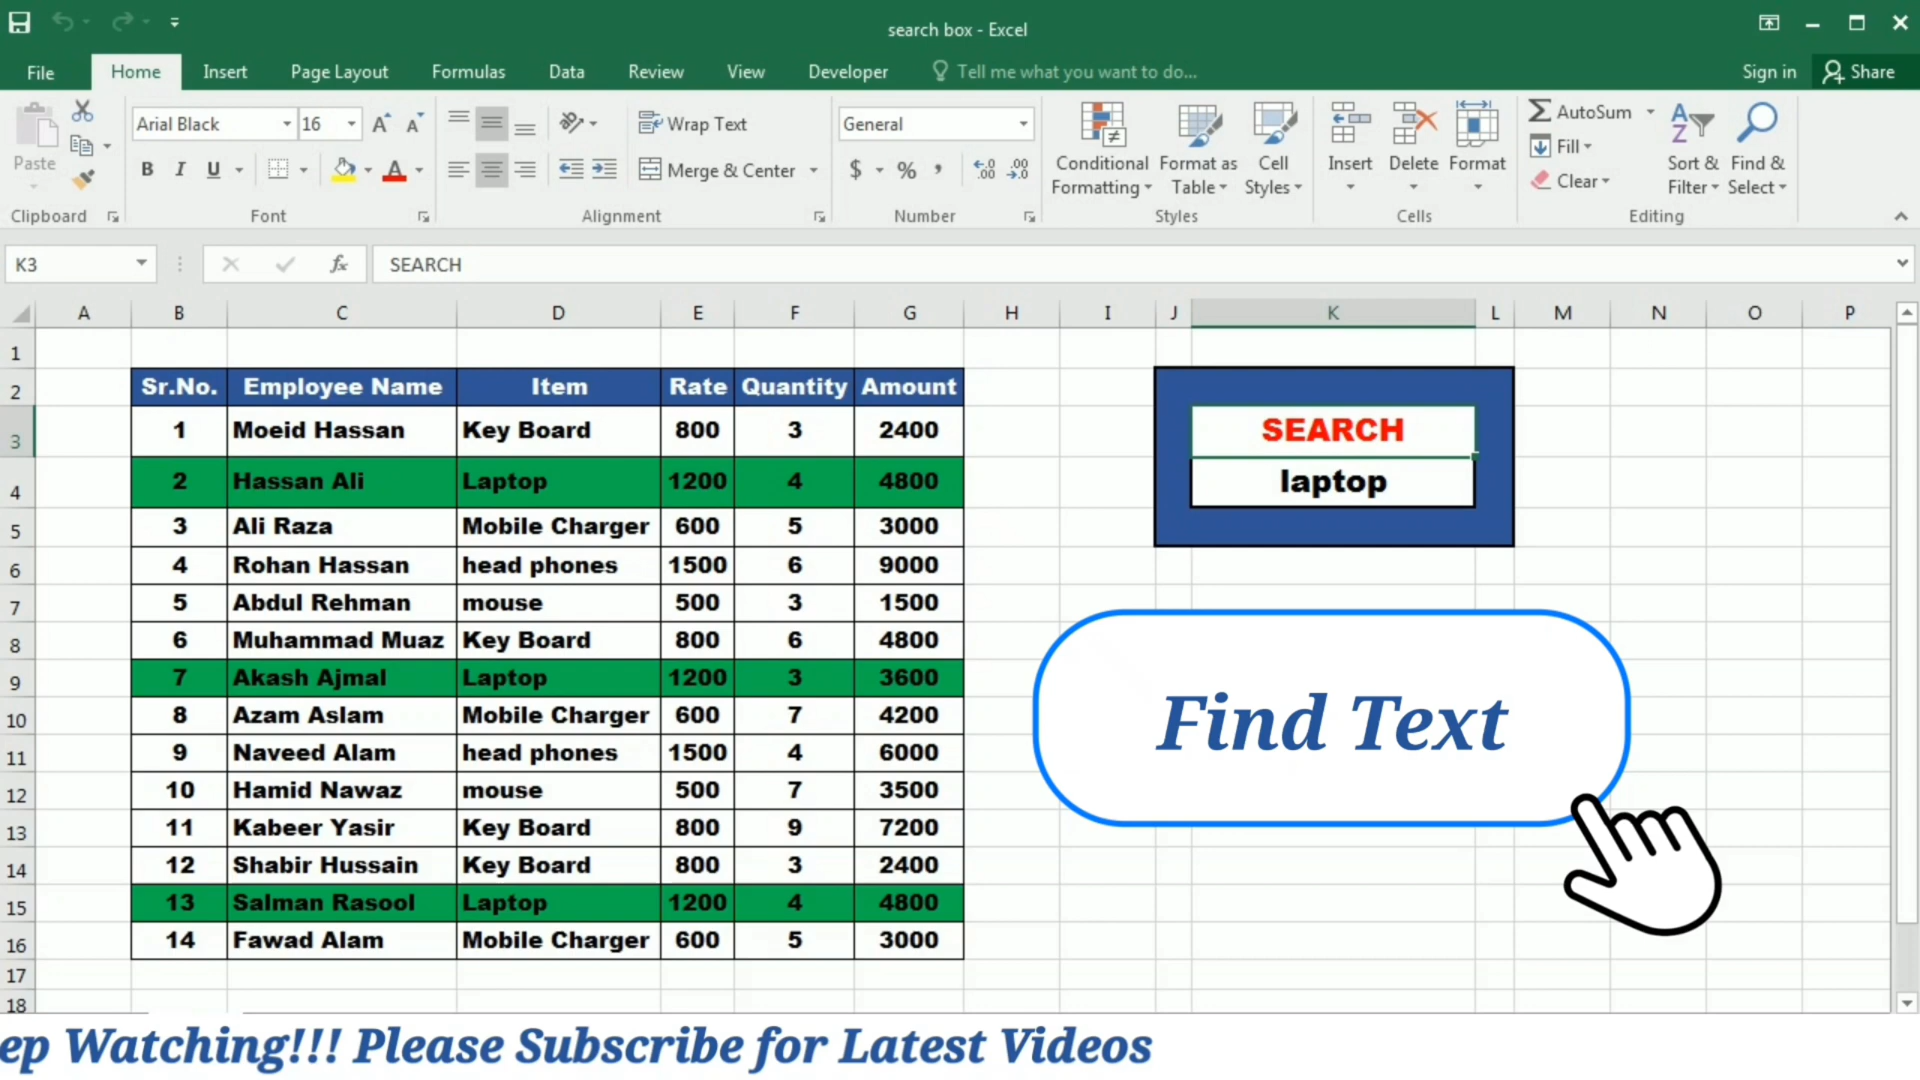 search box - Excel
File Home Insert Page Layout Formulas Data Review View Developer Tell me what you want to do... Sign in Share
Arial Black 16 A A Wrap Text General Conditional Formatting Format as Table Cell Styles Insert Delete Format AutoSum Sort & Filter Find & Select
Paste B I U A Merge & Center $ % , .00 .00 Fill
Clear
Clipboard Font Alignment Number Styles Cells Editing
K3 fx SEARCH
A B C D E F G H I J K L M N O P
1
2 Sr.No. Employee Name Item Rate Quantity Amount
3 1 Moeid Hassan Key Board 800 3 2400 SEARCH
4 2 Hassan Ali Laptop 1200 4 4800 laptop
5 3 Ali Raza Mobile Charger 600 5 3000
6 4 Rohan Hassan head phones 1500 6 9000
7 5 Abdul Rehman mouse 500 3 1500
8 6 Muhammad Muaz Key Board 800 6 4800
9 7 Akash Ajmal Laptop 1200 3 3600
10 8 Azam Aslam Mobile Charger 600 7 4200
11 9 Naveed Alam head phones 1500 4 6000
12 10 Hamid Nawaz mouse 500 7 3500
13 11 Kabeer Yasir Key Board 800 9 7200
14 12 Shabir Hussain Key Board 800 3 2400
15 13 Salman Rasool Laptop 1200 4 4800
16 14 Fawad Alam Mobile Charger 600 5 3000
17
18
Find Text
ep Watching!!! Please Subscribe for Latest Videos